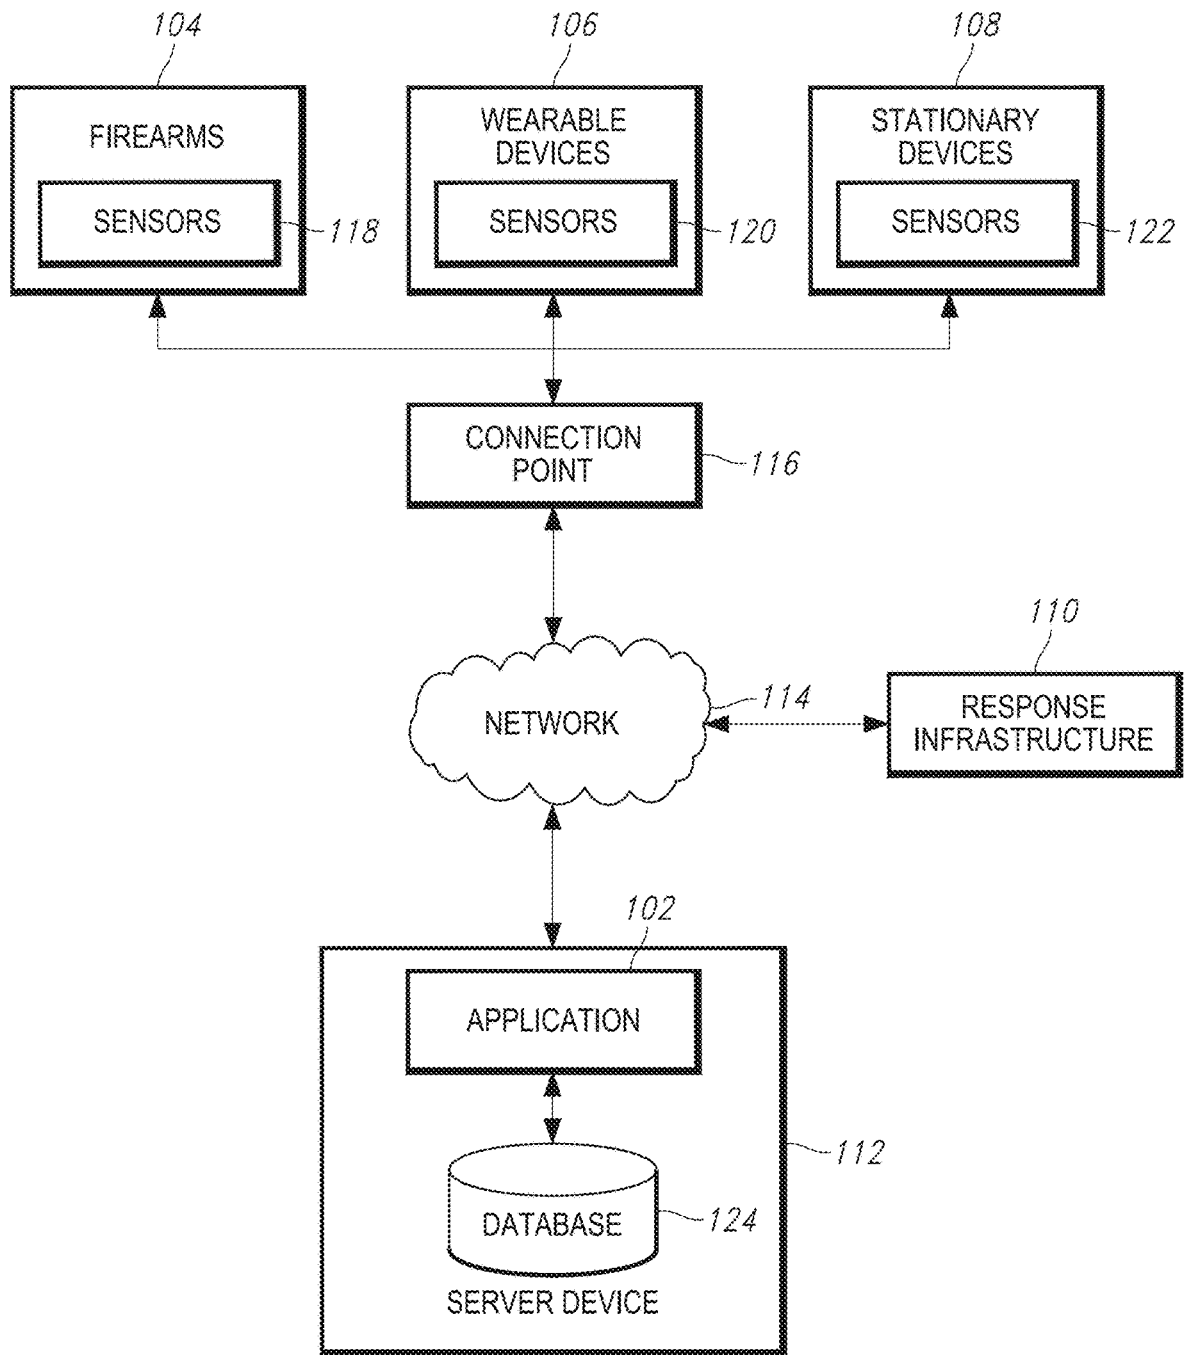 104
106
108
FIREARMS
SENSORS
118
WEARABLE
DEVICES
SENSORS
120
STATIONARY
DEVICES
SENSORS
122
CONNECTION
POINT
116
110
NETWORK
114
RESPONSE
INFRASTRUCTURE
102
APPLICATION
112
DATABASE
124
SERVER DEVICE